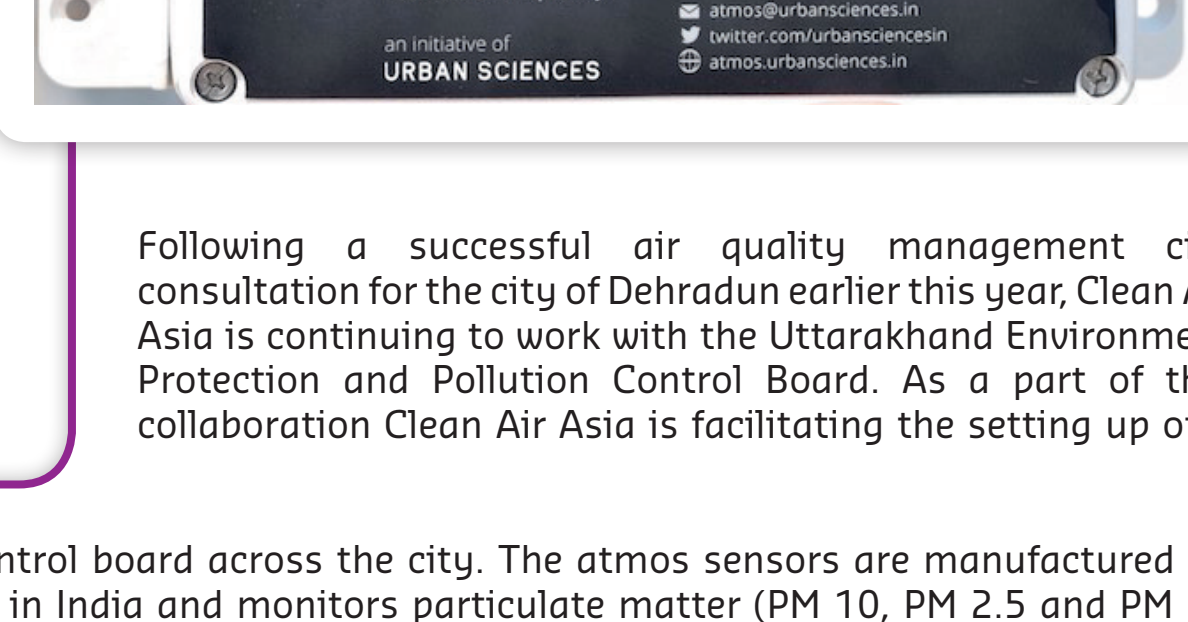 atmos@urbansciences.in
twitter.com/urbansciencesin
atmos.urbansciences.in
an initiative of
URBAN SCIENCES
Following a successful air quality management
consultation for the city of Dehradun earlier this year, Clean
Asia is continuing to work with the Uttarakhand
Protection and Pollution Control Board. As a part of
collaboration Clean Air Asia is facilitating the setting up
board across the city. The atmos sensors are manufactured
in India and monitors particulate matter (PM 10, PM 2.5 and PM